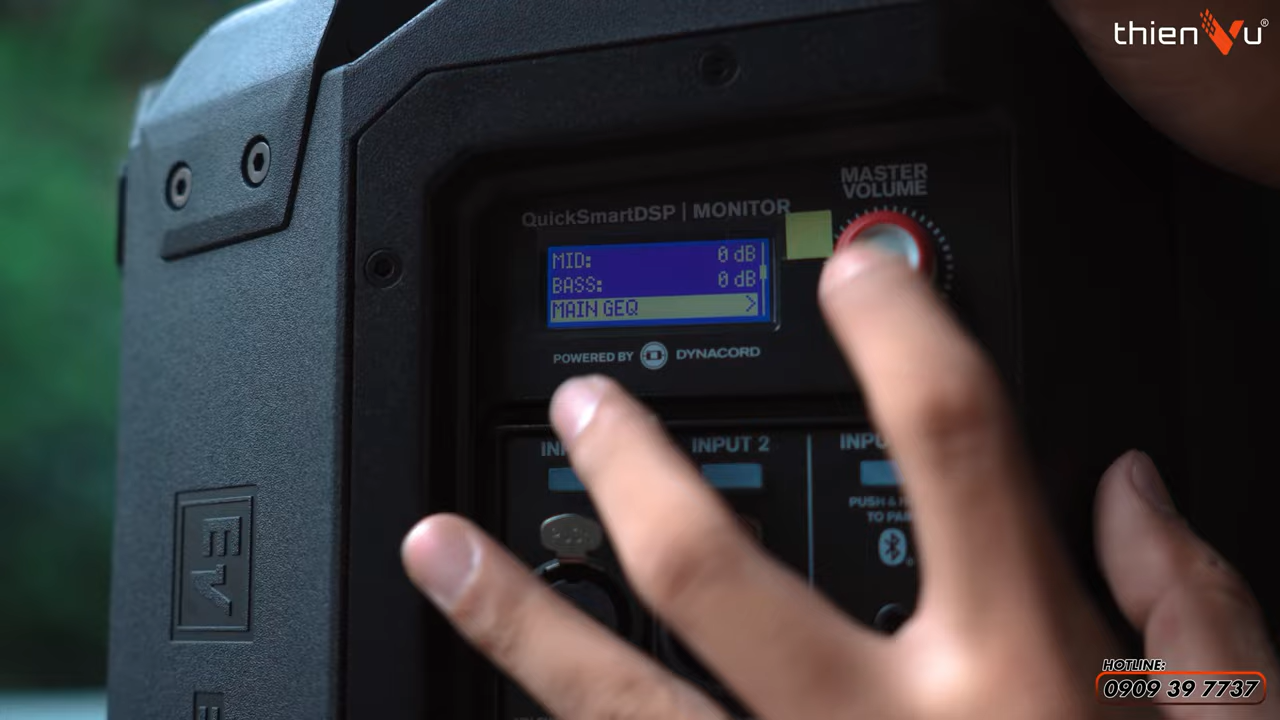 thienVu®
MASTER
VOLUME
QuickSmartDSP | MONITOR
MID: 0 dB
BASS: 0 dB
MAIN GEQ >
POWERED BY DYNACORD
INPUT 2
PUSH &
TO
EV
HOTLINE:
0909 39 7737